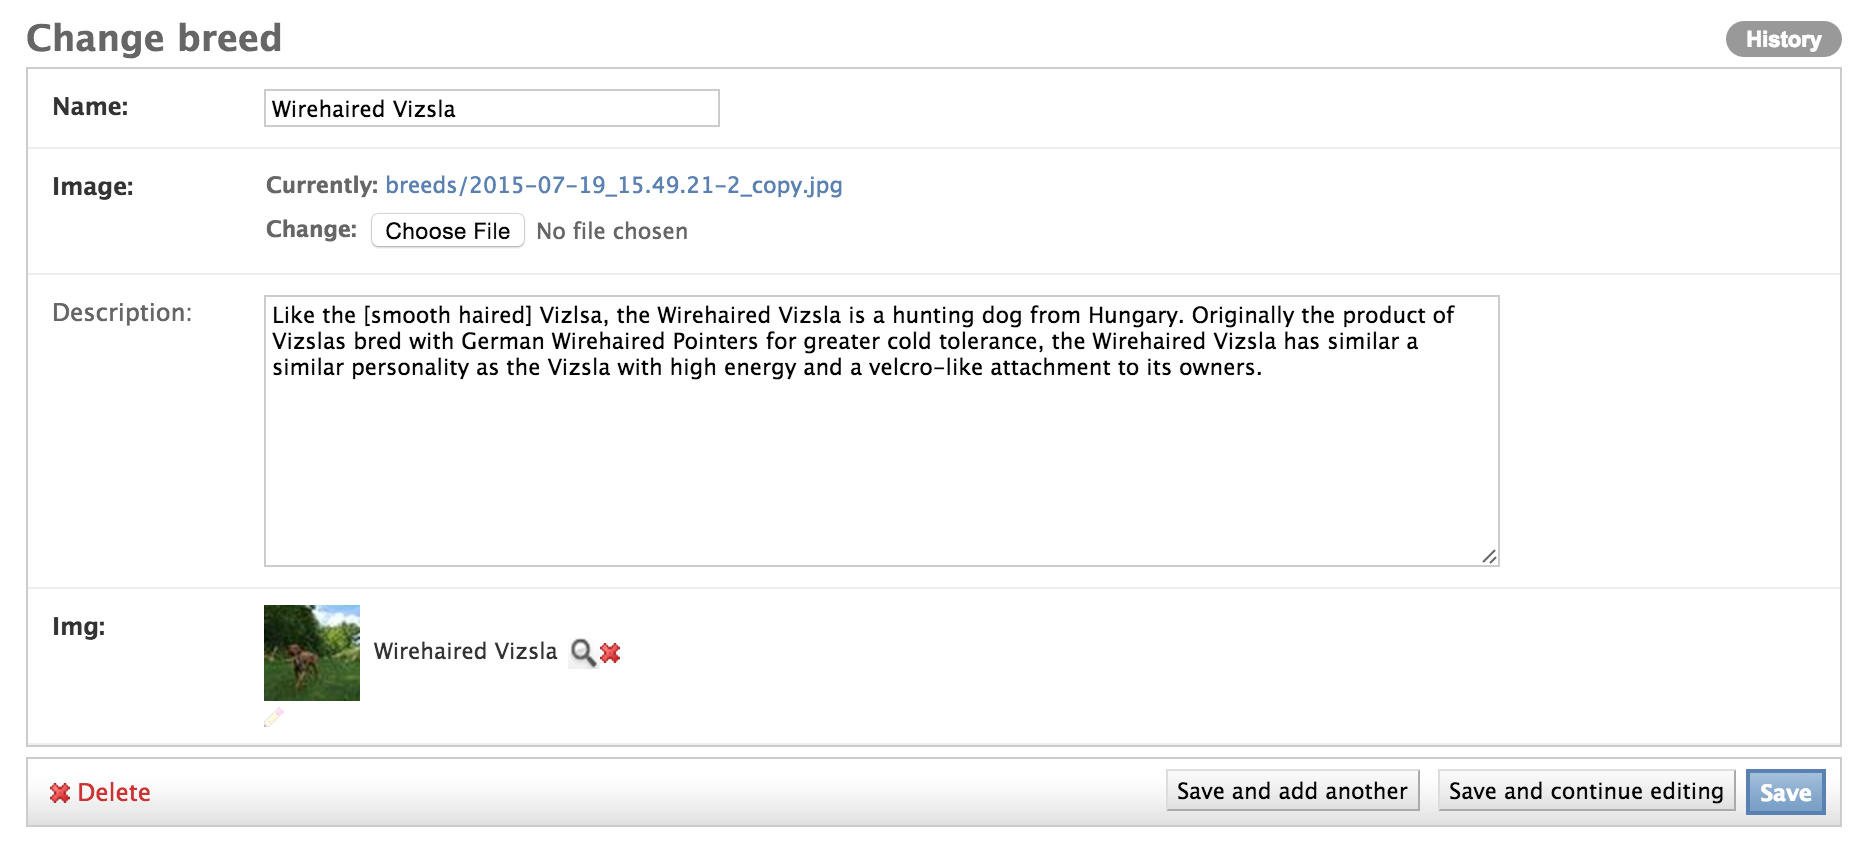 Change breed
History
Name:
Wirehaired Vizsla
Image:
Currently: breeds/2015-07-19_15.49.21-2_copy.jpg
Change: Choose File No file chosen
Description:
Like the [smooth haired] Vizlsa, the Wirehaired Vizsla is a hunting dog from Hungary. Originally the product of
Vizslas bred with German Wirehaired Pointers for greater cold tolerance, the Wirehaired Vizsla has similar a
similar personality as the Vizsla with high energy and a velcro-like attachment to its owners.
Img:
Wirehaired Vizsla
Delete
Save and add another
Save and continue editing
Save